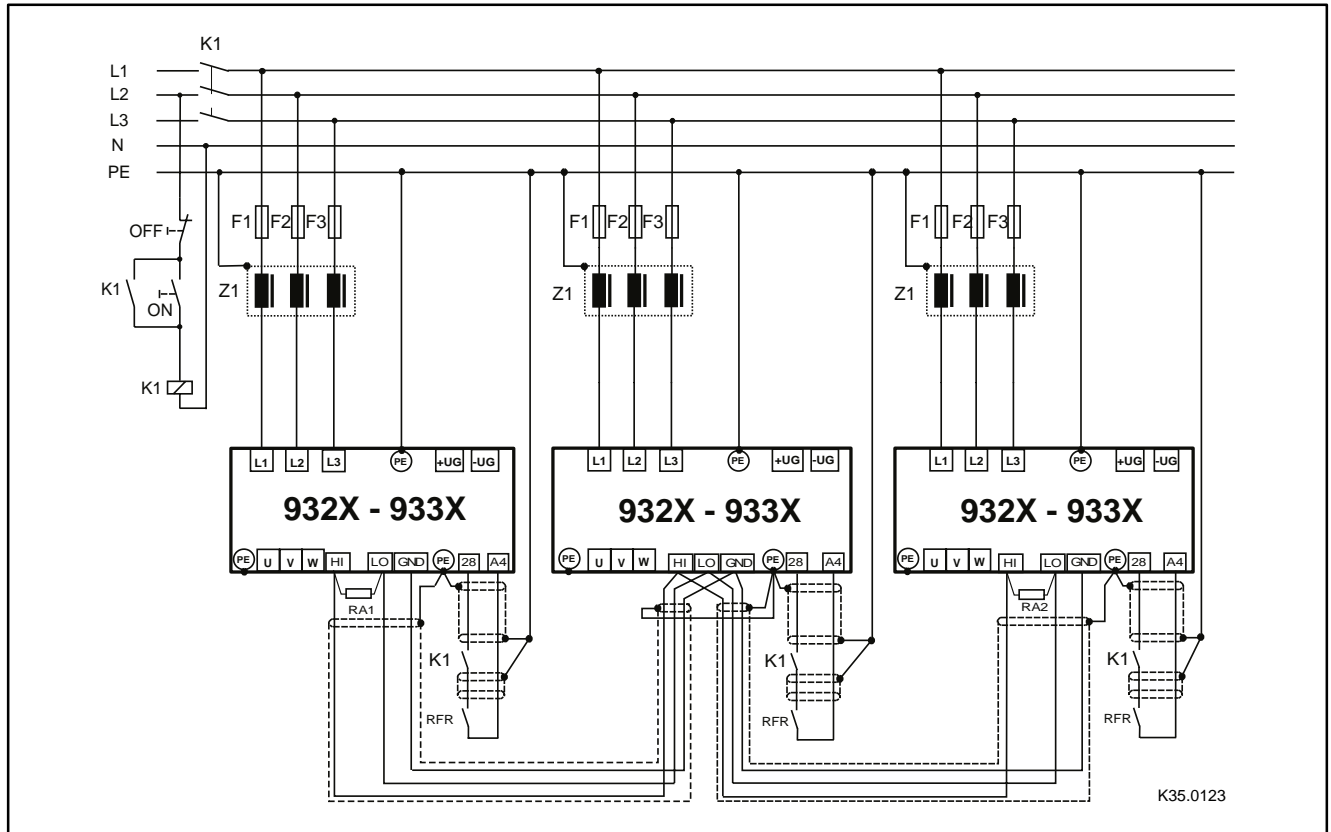 K1
L1
L2
L3
N
PE
OFF
F1 F2 F3
F1 F2 F3
F1 F2 F3
K1
ON
Z1
Z1
Z1
K1
L1 L2 L3 PE +UG -UG
L1 L2 L3 PE +UG -UG
L1 L2 L3 PE +UG -UG
932X - 933X
932X - 933X
932X - 933X
PE U V W HI LO GND PE 28 A4
PE U V W HI LO GND PE 28 A4
PE U V W HI LO GND PE 28 A4
RA1
RA2
K1
K1
K1
RFR
RFR
RFR
K35.0123